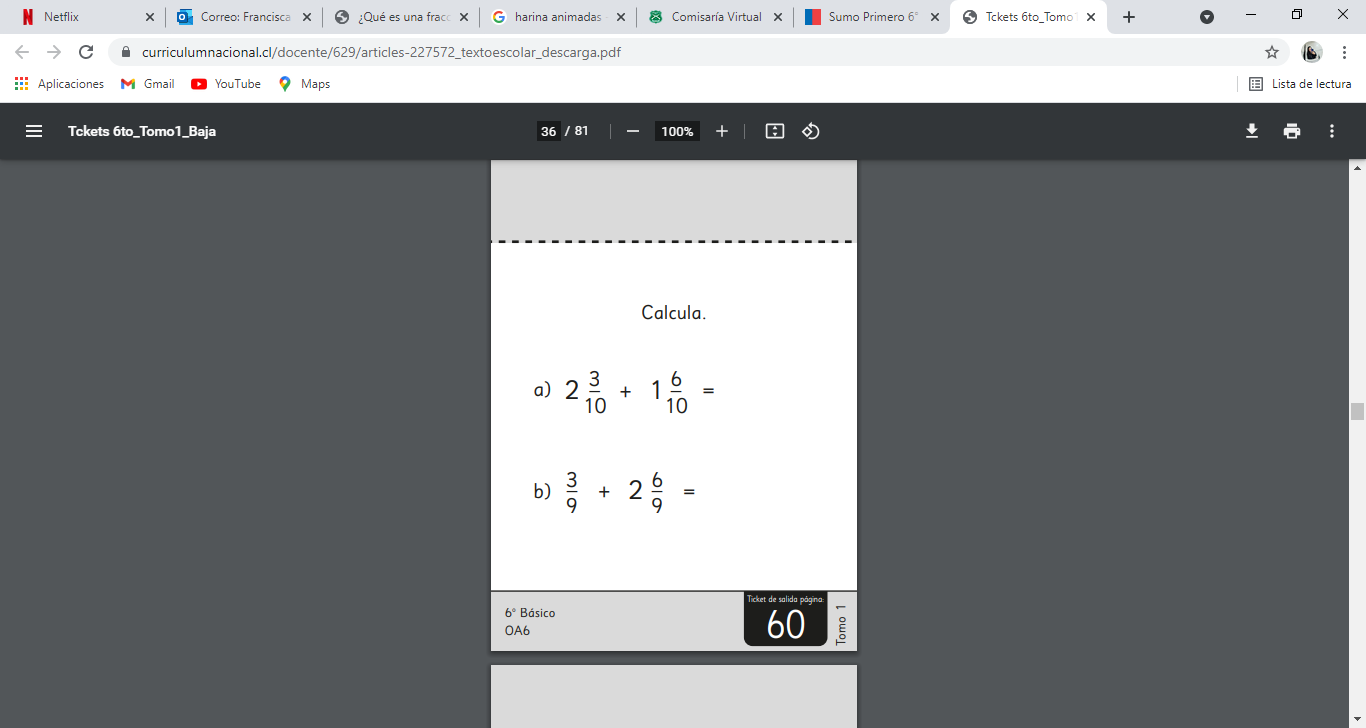 Netflix
Correo: Francisca
¿Qué es una fracc
harina animadas
Comisaría Virtual
Sumo Primero 6°
Tckets 6to_Tomo1
curriculumnacional.cl/docente/629/articles-227572_textoescolar_descarga.pdf
Aplicaciones Gmail YouTube Maps Lista de lectura
Tckets 6to_Tomo1_Baja 36 / 81 100%
Calcula.
a) 2 3/10 + 1 6/10 =
b) 3/9 + 2 6/9 =
6° Básico
OA6
Ticket de salida página:
60
Tomo 1